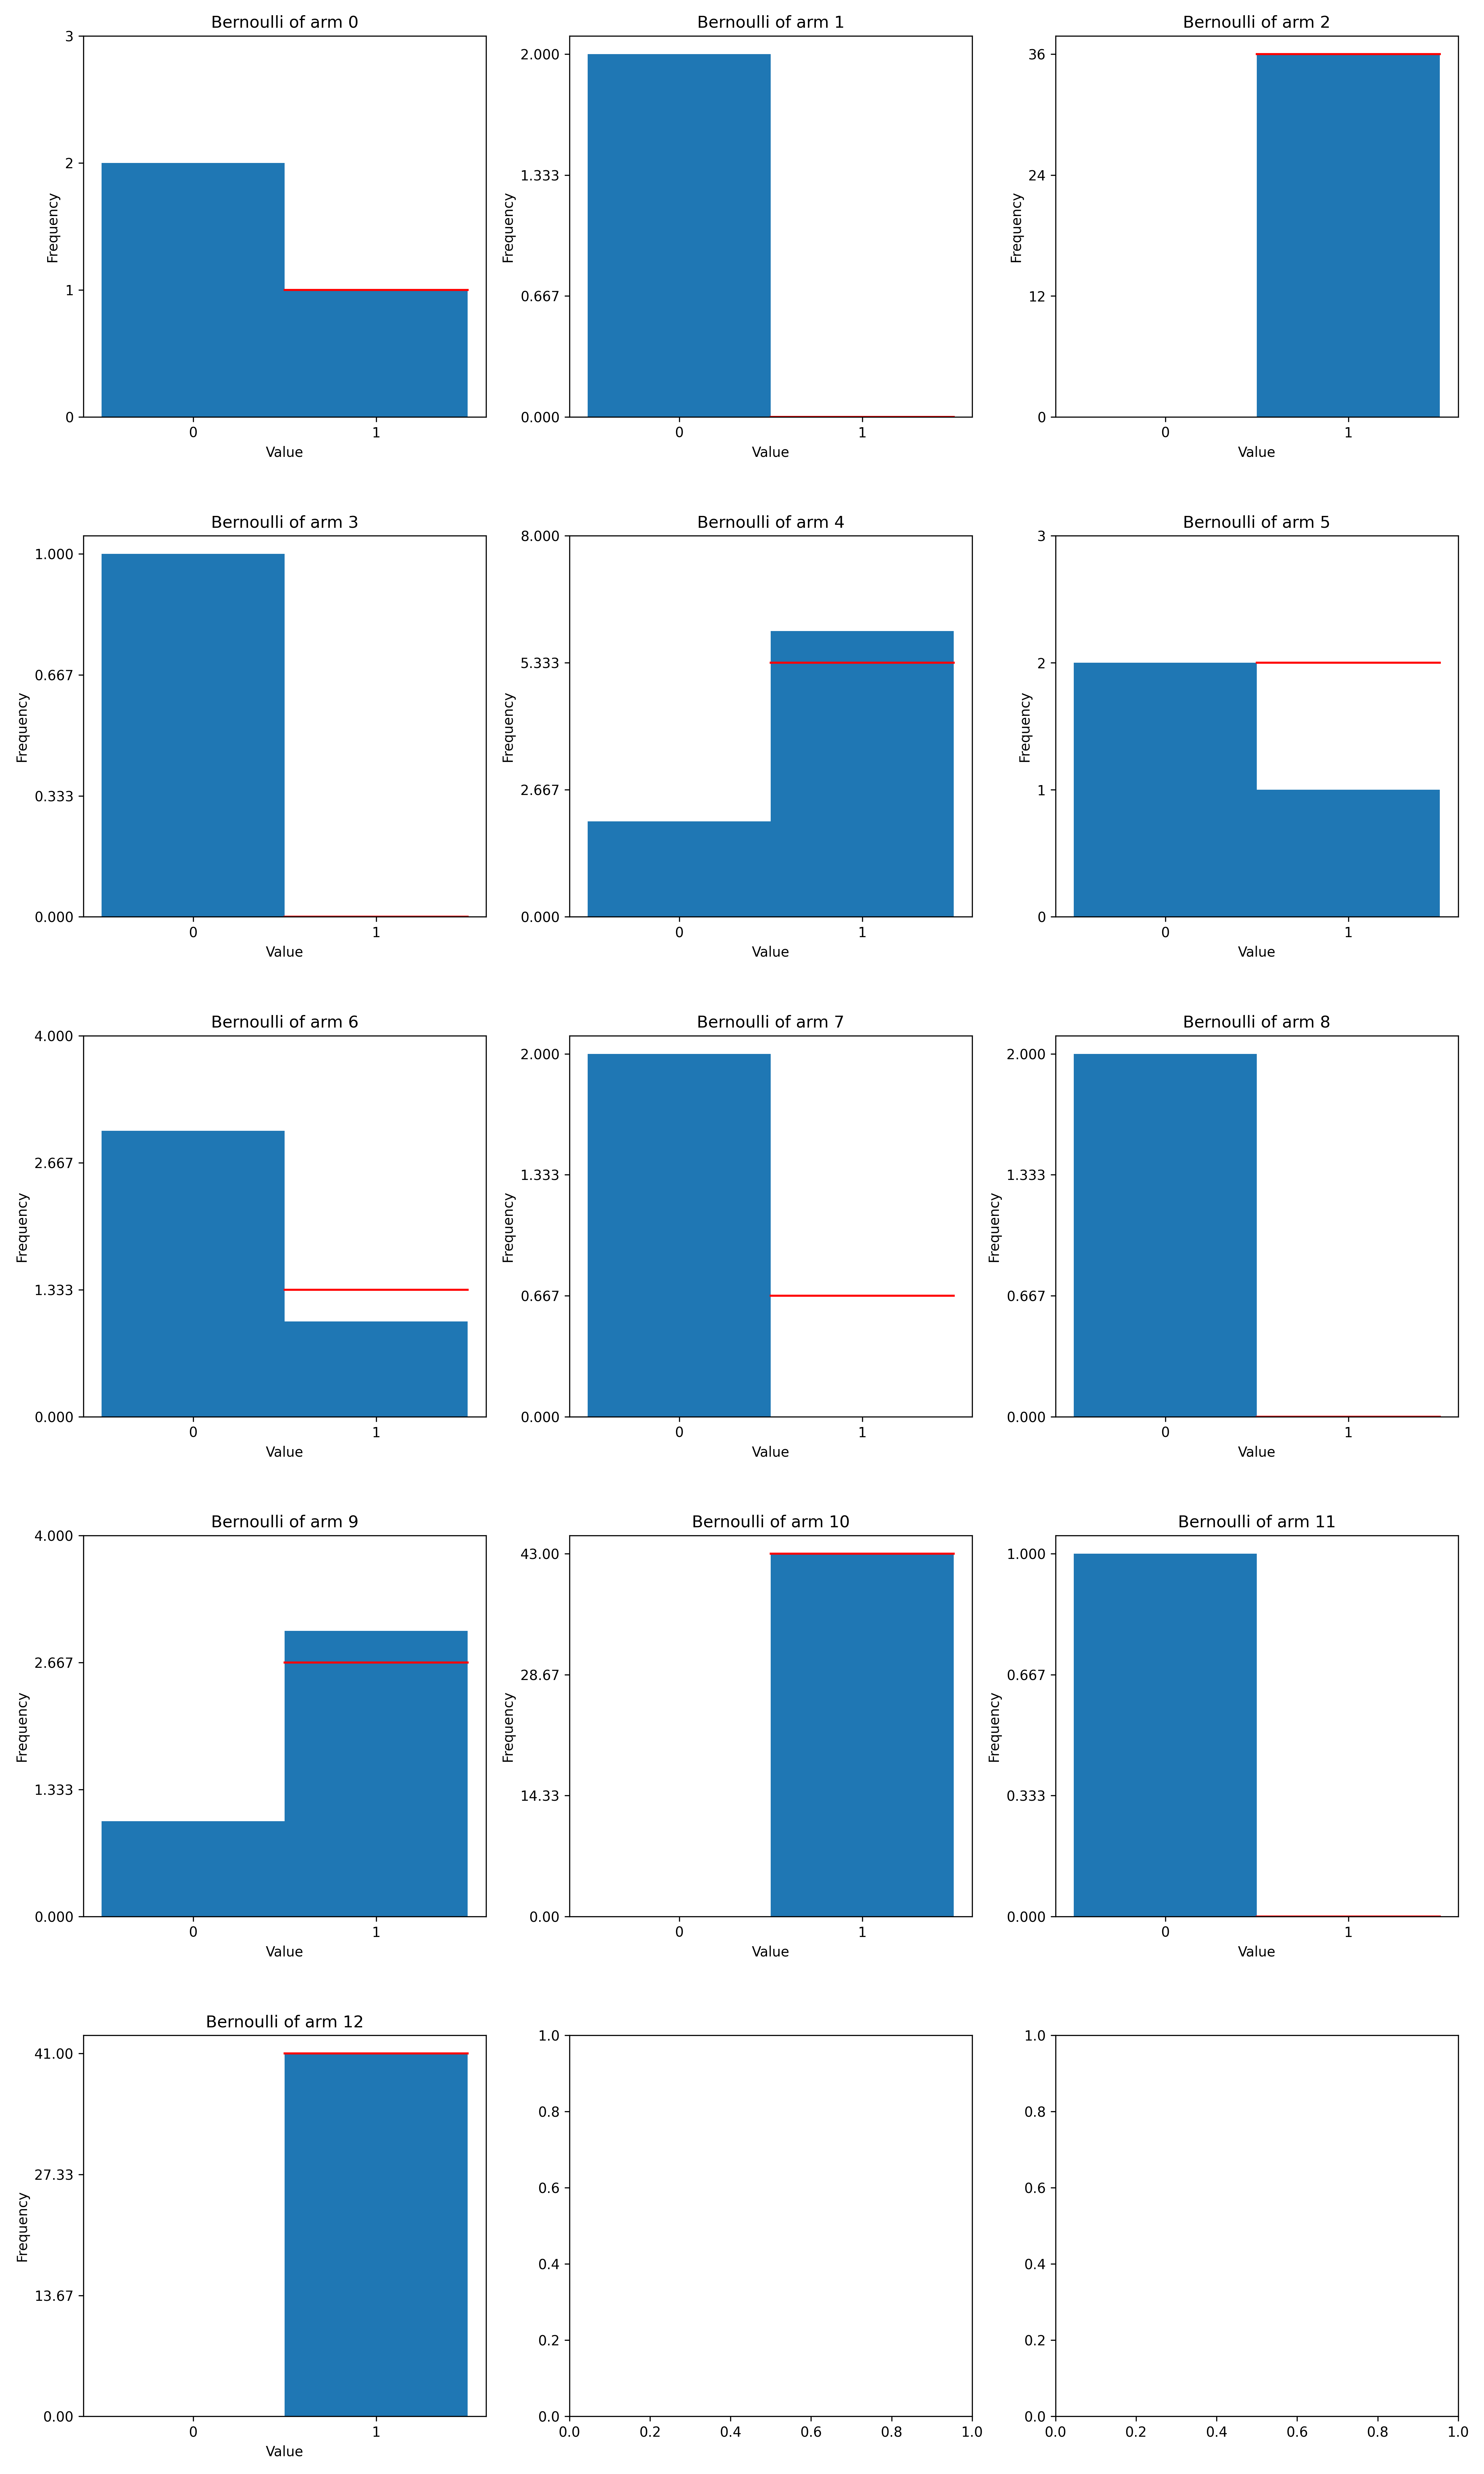 Bernoulli of arm 0
3
2
1
0
Frequency
0 1
Value
Bernoulli of arm 1
2.000
1.333
0.667
0.000
Frequency
0 1
Value
Bernoulli of arm 2
36
24
12
0
Frequency
0 1
Value
Bernoulli of arm 3
1.000
0.667
0.333
0.000
Frequency
0 1
Value
Bernoulli of arm 4
8.000
5.333
2.667
0.000
Frequency
0 1
Value
Bernoulli of arm 5
3
2
1
0
Frequency
0 1
Value
Bernoulli of arm 6
4.000
2.667
1.333
0.000
Frequency
0 1
Value
Bernoulli of arm 7
2.000
1.333
0.667
0.000
Frequency
0 1
Value
Bernoulli of arm 8
2.000
1.333
0.667
0.000
Frequency
0 1
Value
Bernoulli of arm 9
4.000
2.667
1.333
0.000
Frequency
0 1
Value
Bernoulli of arm 10
43.00
28.67
14.33
0.00
Frequency
0 1
Value
Bernoulli of arm 11
1.000
0.667
0.333
0.000
Frequency
0 1
Value
Bernoulli of arm 12
41.00
27.33
13.67
0.00
Frequency
0 1
Value
1.0
0.8
0.6
0.4
0.2
0.0
0.0 0.2 0.4 0.6 0.8 1.0
1.0
0.8
0.6
0.4
0.2
0.0
0.0 0.2 0.4 0.6 0.8 1.0